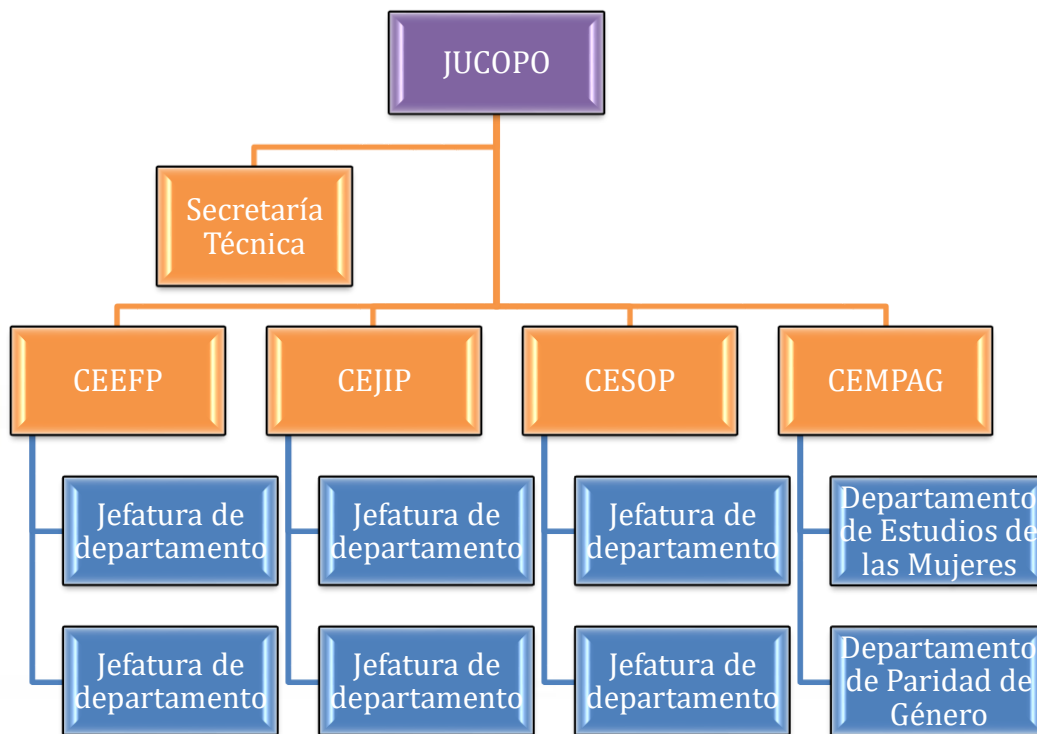 JUCOPO
Secretaría
Técnica
CEEFP
CEJIP
CESOP
CEMPAG
Jefatura de
departamento
Jefatura de
departamento
Jefatura de
departamento
Departamento
de Estudios de
las Mujeres
Jefatura de
departamento
Jefatura de
departamento
Jefatura de
departamento
Departamento
de Paridad de
Género